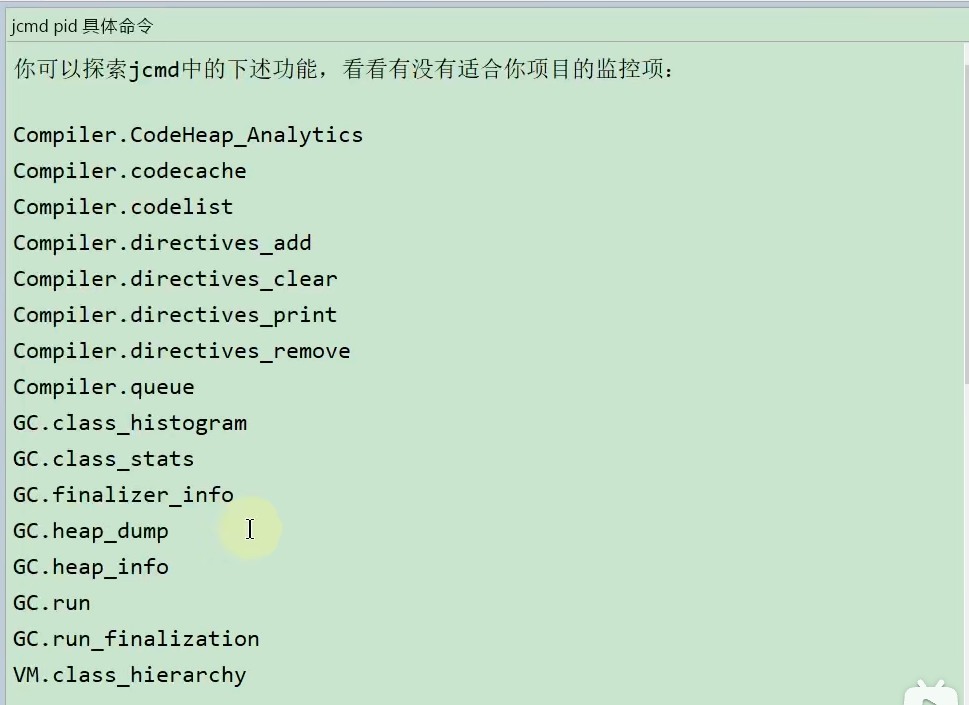 jcmd pid 具体命令
你可以探索jcmd中的下述功能，看看有没有适合你项目的监控项：
Compiler.CodeHeap_Analytics
Compiler.codecache
Compiler.codelist
Compiler.directives_add
Compiler.directives_clear
Compiler.directives_print
Compiler.directives_remove
Compiler.queue
GC.class_histogram
GC.class_stats
GC.finalizer_info
GC.heap_dump
GC.heap_info
GC.run
GC.run_finalization
VM.class_hierarchy